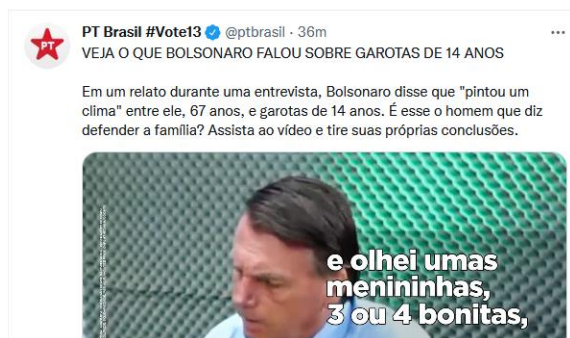 PT
PT Brasil #Vote13 @ptbrasil · 36m ...
VEJA O QUE BOLSONARO FALOU SOBRE GAROTAS DE 14 ANOS
Em um relato durante uma entrevista, Bolsonaro disse que "pintou um
clima" entre ele, 67 anos, e garotas de 14 anos. É esse o homem que diz
defender a família? Assista ao vídeo e tire suas próprias conclusões.
e olhei umas
menininhas,
3 ou 4 bonitas,